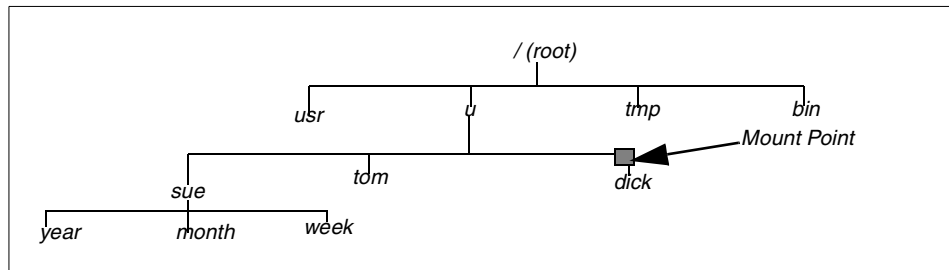 / (root)
usr u tmp bin
Mount Point
sue tom dick
year month week